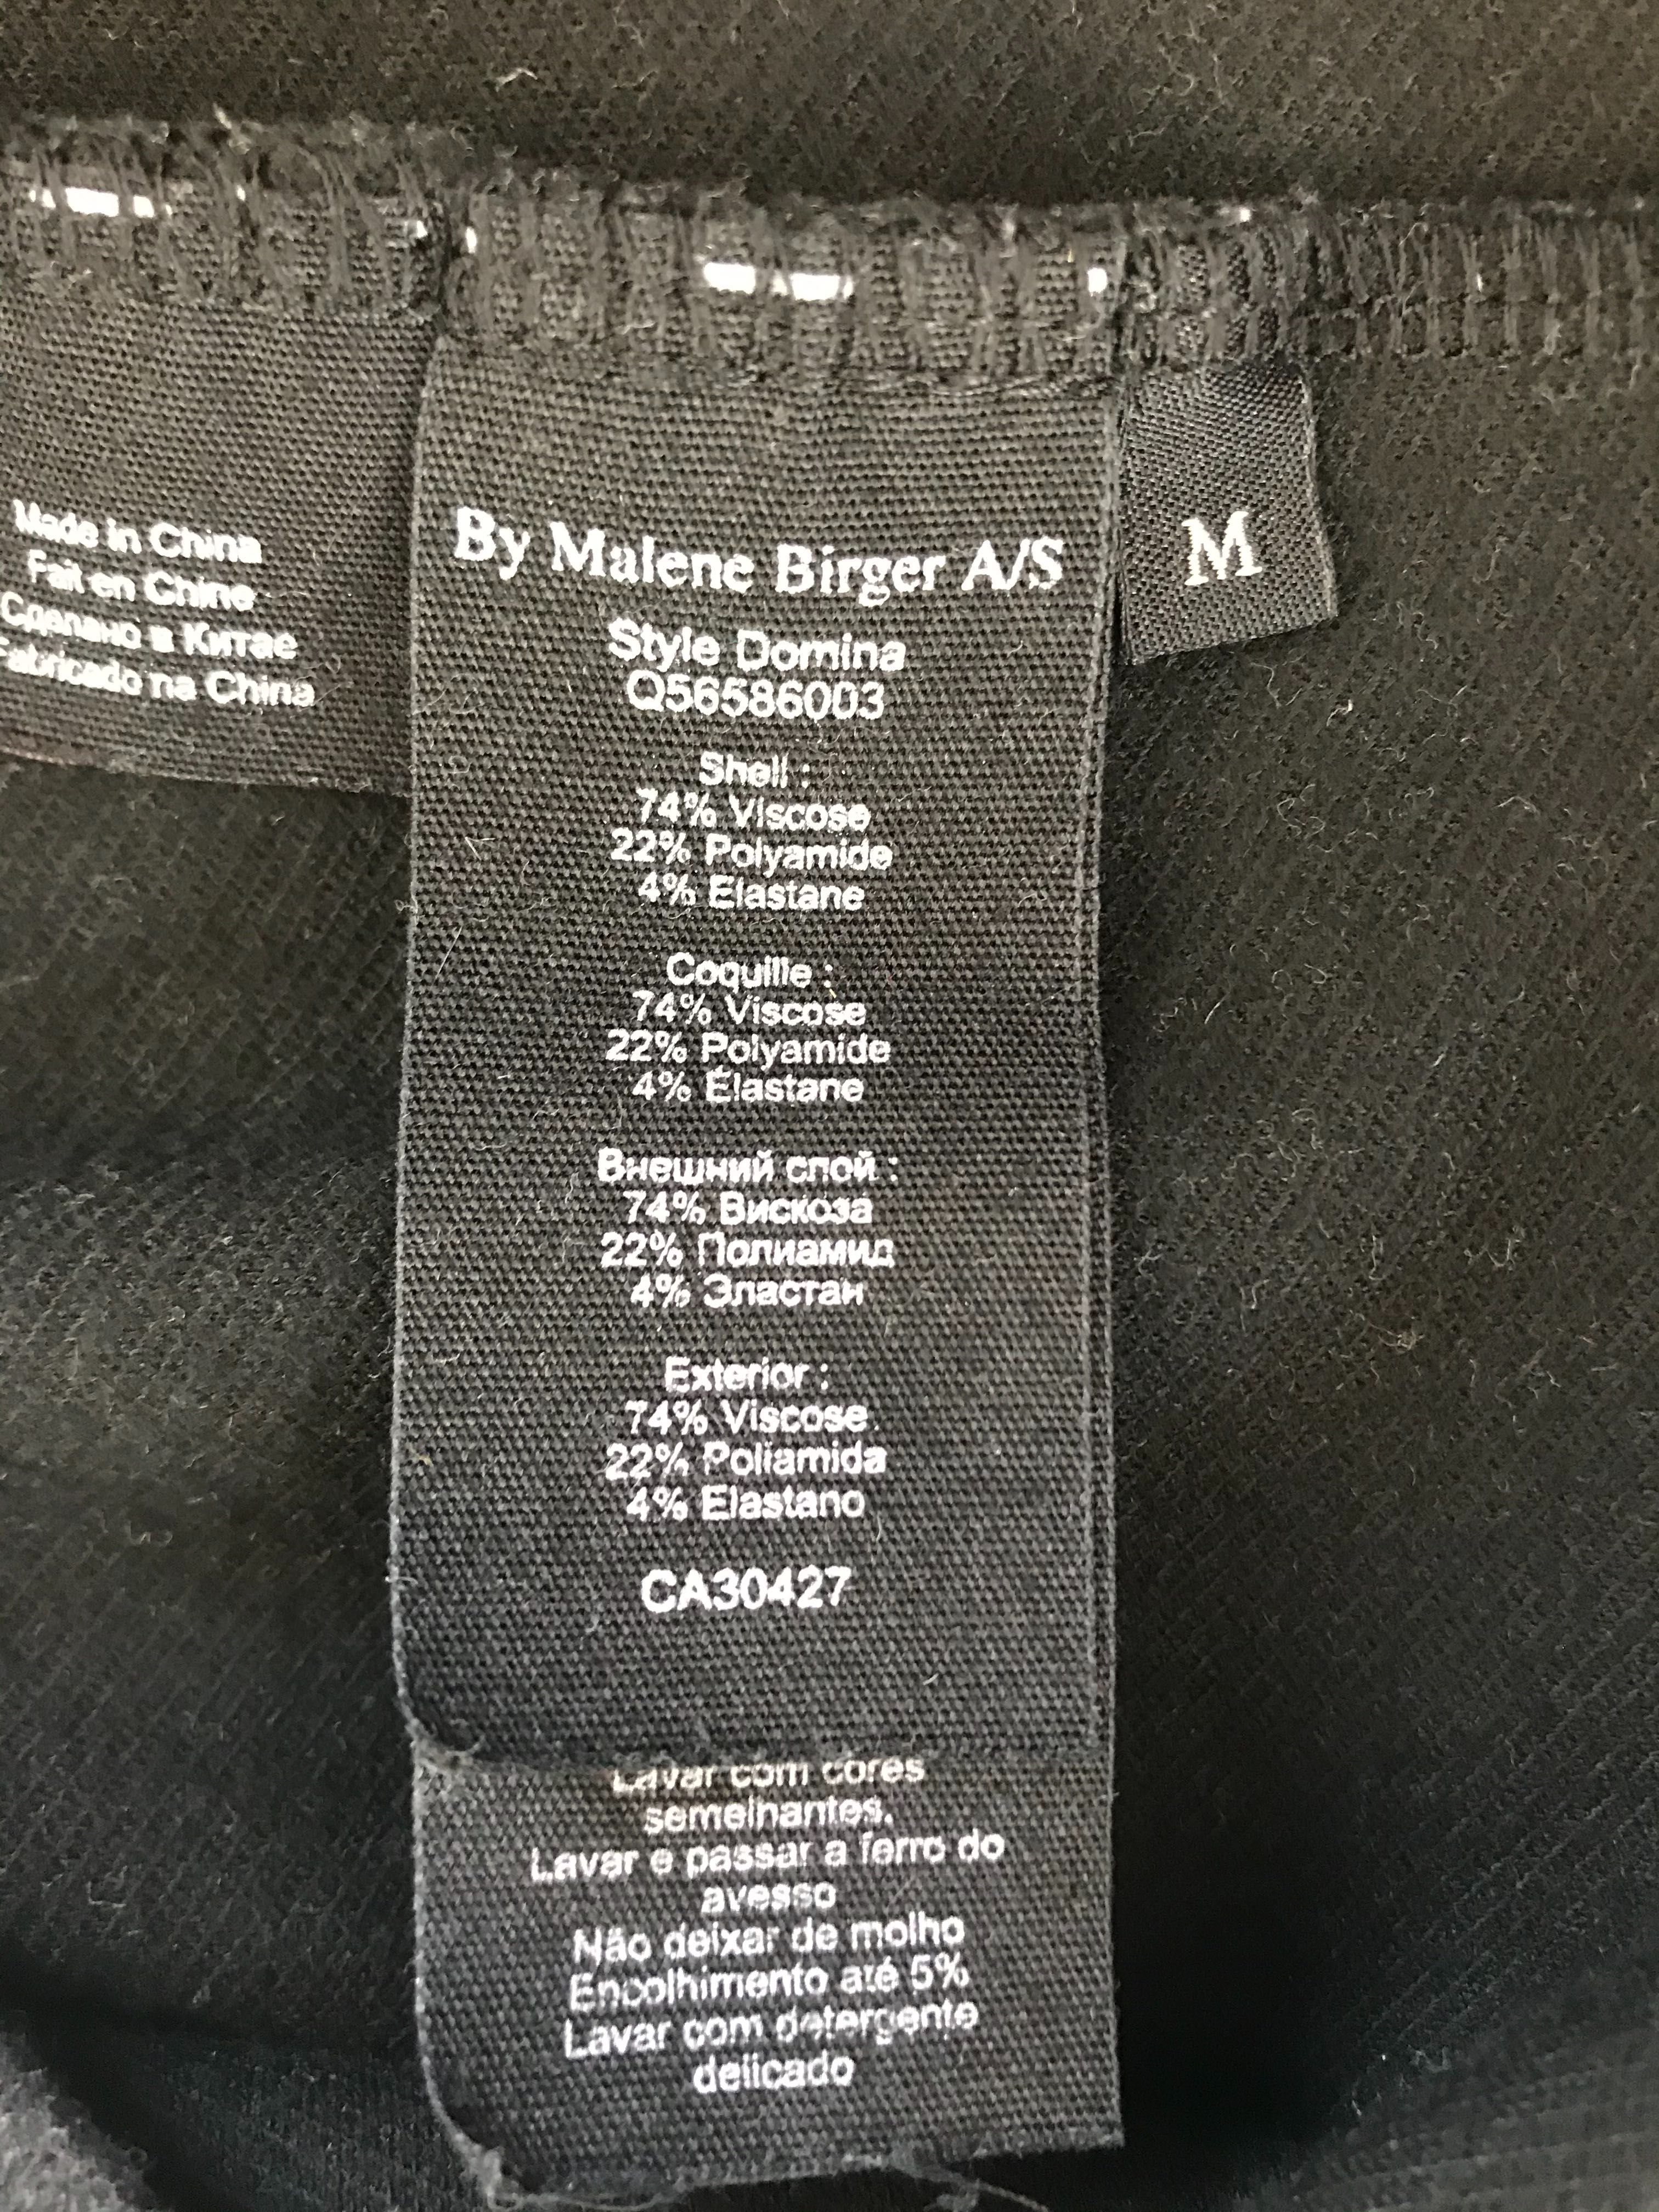 Made in China
Fait en Chine
Сделано в Китае
Fabricado na China
By Malene Birger A/S
Style Domina
Q56586003
Shell :
74% Viscose
22% Polyamide
4% Elastane
Coquille :
74% Viscose
22% Polyamide
4% Élastane
Внешний слой :
74% Вискоза
22% Полиамид
4% Эластан
Exterior :
74% Viscose
22% Poliamida
4% Elastano
CA30427
Lavar com cores
semelhantes.
Lavar e passar a ferro do
avesso
Não deixar de molho
Encolhimento até 5%
Lavar com detergente
delicado
M